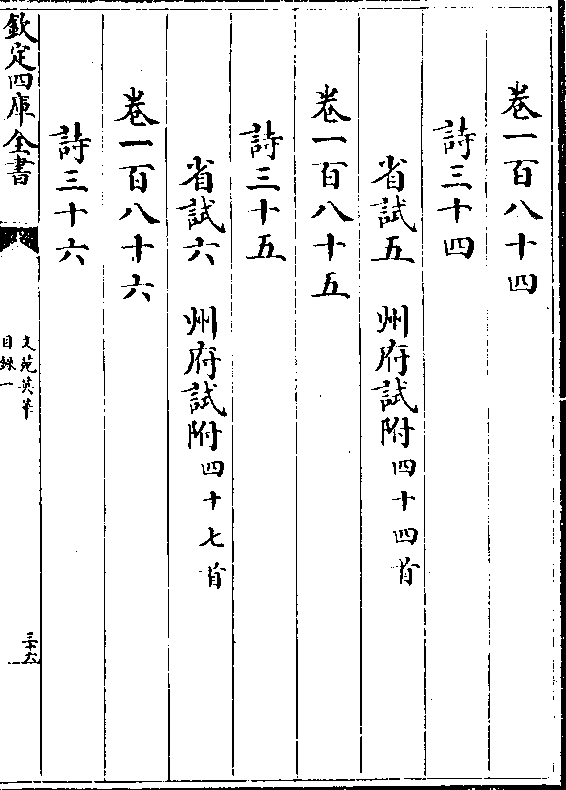 卷一百八十四
詩三十四
省試五　州府試附四十四首
卷一百八十五
詩三十五
省試六　州府試附四十七首
卷一百八十六
詩三十六
欽定四庫全書
文苑英華
目錄一
三十六